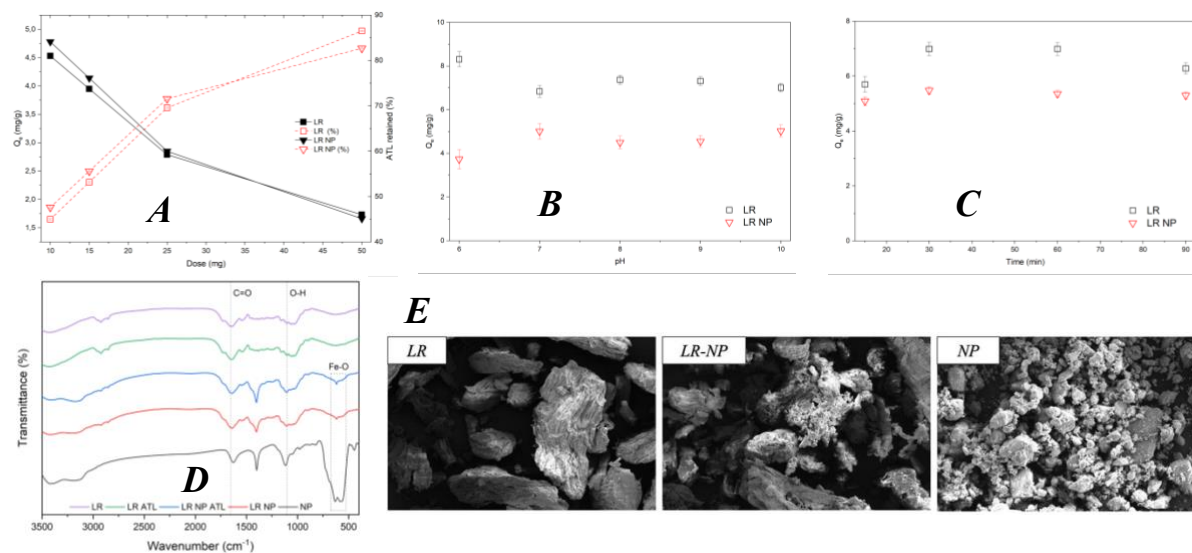 5,0
4,5
4,0
3,5
3,0
2,5
2,0
1,5
Qe (mg/g)
90
80
70
60
50
40
ATL retained (%)
LR
LR (%)
LR NP
LR NP (%)
A
10 15 20 25 30 35 40 45 50
Dose (mg)
10
8
6
4
2
0
Qe (mg/g)
B
LR
LR NP
6 7 8 9 10
pH
8
6
4
2
0
Qe (mg/g)
C
LR
LR NP
20 30 40 50 60 70 80 90
Time (min)
C=O
O-H
Fe-O
Transmittance (%)
D
LR LR ATL LR NP ATL LR NP NP
3500 3000 2500 2000 1500 1000 500
Wavenumber (cm⁻¹)
E
LR
LR-NP
NP